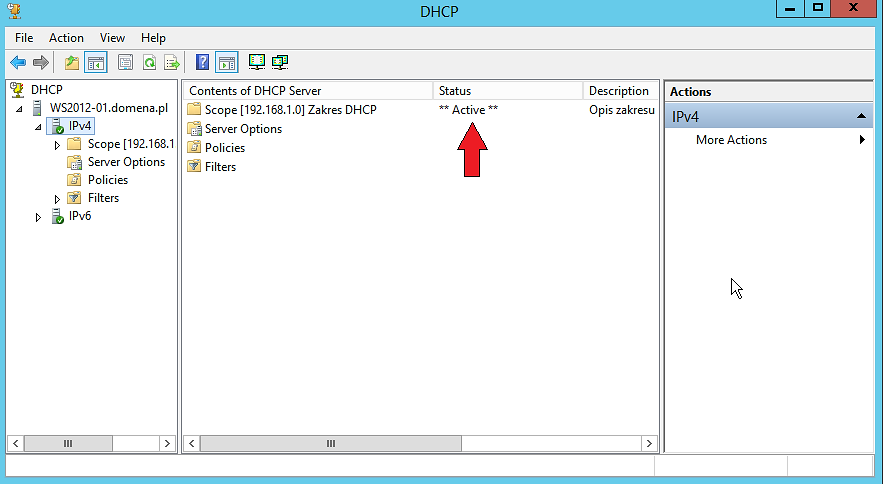 DHCP
File Action View Help
DHCP
WS2012-01.domena.pl
IPv4
Scope [192.168.1
Server Options
Policies
Filters
IPv6
Contents of DHCP Server Status Description
Scope [192.168.1.0] Zakres DHCP ** Active ** Opis zakresu
Server Options
Policies
Filters
Actions
IPv4
More Actions